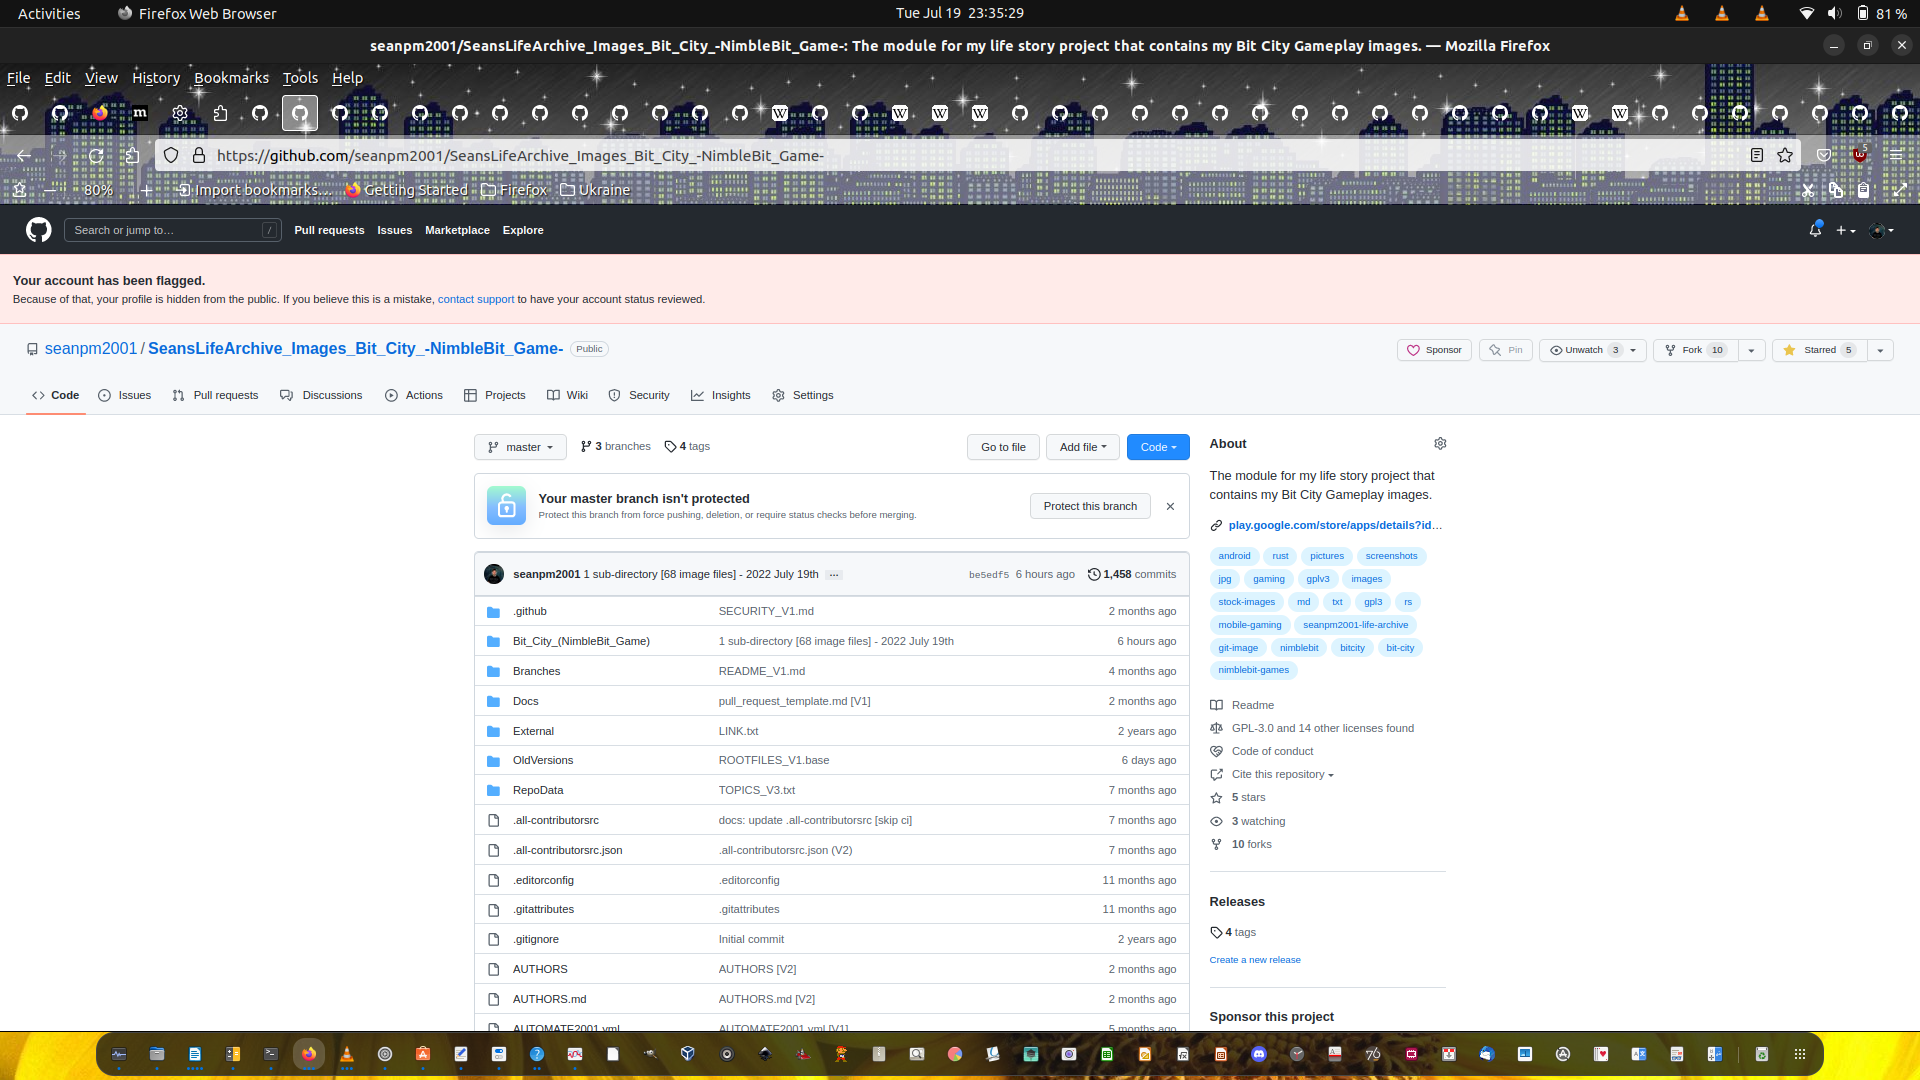 Activities Firefox Web Browser Tue Jul 19 23:35:29 81 %
seanpm2001/SeansLifeArchive_Images_Bit_City_-NimbleBit_Game-: The module for my life story project that contains my Bit City Gameplay images. — Mozilla Firefox
File Edit View History Bookmarks Tools Help
https://github.com/seanpm2001/SeansLifeArchive_Images_Bit_City_-NimbleBit_Game- 5
80% Import bookmarks... Getting Started Firefox Ukraine
Search or jump to... / Pull requests Issues Marketplace Explore
Your account has been flagged.
Because of that, your profile is hidden from the public. If you believe this is a mistake, contact support to have your account status reviewed.
seanpm2001 / SeansLifeArchive_Images_Bit_City_-NimbleBit_Game- Public Sponsor Pin Unwatch 3 Fork 10 Starred 5
Code Issues Pull requests Discussions Actions Projects Wiki Security Insights Settings
master 3 branches 4 tags Go to file Add file Code
Your master branch isn't protected
Protect this branch from force pushing, deletion, or require status checks before merging.
Protect this branch
seanpm2001 1 sub-directory [68 image files] - 2022 July 19th ... be5edf5 6 hours ago 1,458 commits
.github SECURITY_V1.md 2 months ago
Bit_City_(NimbleBit_Game) 1 sub-directory [68 image files] - 2022 July 19th 6 hours ago
Branches README_V1.md 4 months ago
Docs pull_request_template.md [V1] 2 months ago
External LINK.txt 2 years ago
OldVersions ROOTFILES_V1.base 6 days ago
RepoData TOPICS_V3.txt 7 months ago
.all-contributorsrc docs: update .all-contributorsrc [skip ci] 7 months ago
.all-contributorsrc.json .all-contributorsrc.json (V2) 7 months ago
.editorconfig .editorconfig 11 months ago
.gitattributes .gitattributes 11 months ago
.gitignore Initial commit 2 years ago
AUTHORS AUTHORS [V2] 2 months ago
AUTHORS.md AUTHORS.md [V2] 2 months ago
AUTOMATE2001.yml AUTOMATE2001.yml [V1] 5 months ago
About
The module for my life story project that
contains my Bit City Gameplay images.
play.google.com/store/apps/details?id...
android rust pictures screenshots
jpg gaming gplv3 images
stock-images md txt gpl3 rs
mobile-gaming seanpm2001-life-archive
git-image nimblebit bitcity bit-city
nimblebit-games
Readme
GPL-3.0 and 14 other licenses found
Code of conduct
Cite this repository
5 stars
3 watching
10 forks
Releases
4 tags
Create a new release
Sponsor this project